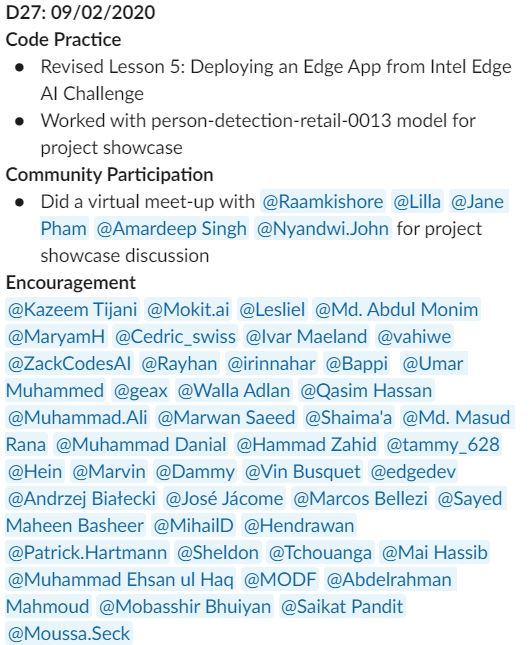 D27: 09/02/2020
Code Practice
● Revised Lesson 5: Deploying an Edge App from Intel Edge
AI Challenge
● Worked with person-detection-retail-0013 model for
project showcase
Community Participation
● Did a virtual meet-up with @Raamkishore @Lilla @Jane
Pham @Amardeep Singh @Nyandwi.John for project
showcase discussion
Encouragement
@Kazeem Tijani @Mokit.ai @Lesliel @Md. Abdul Monim
@MaryamH @Cedric_swiss @Ivar Maeland @vahiwe
@ZackCodesAI @Rayhan @irinnahar @Bappi @Umar
Muhammed @geax @Walla Adlan @Qasim Hassan
@Muhammad.Ali @Marwan Saeed @Shaima'a @Md. Masud
Rana @Muhammad Danial @Hammad Zahid @tammy_628
@Hein @Marvin @Dammy @Vin Busquet @edgedev
@Andrzej Białecki @José Jácome @Marcos Bellezi @Sayed
Maheen Basheer @MihailD @Hendrawan
@Patrick.Hartmann @Sheldon @Tchouanga @Mai Hassib
@Muhammad Ehsan ul Haq @MODF @Abdelrahman
Mahmoud @Mobasshir Bhuiyan @Saikat Pandit
@Moussa.Seck